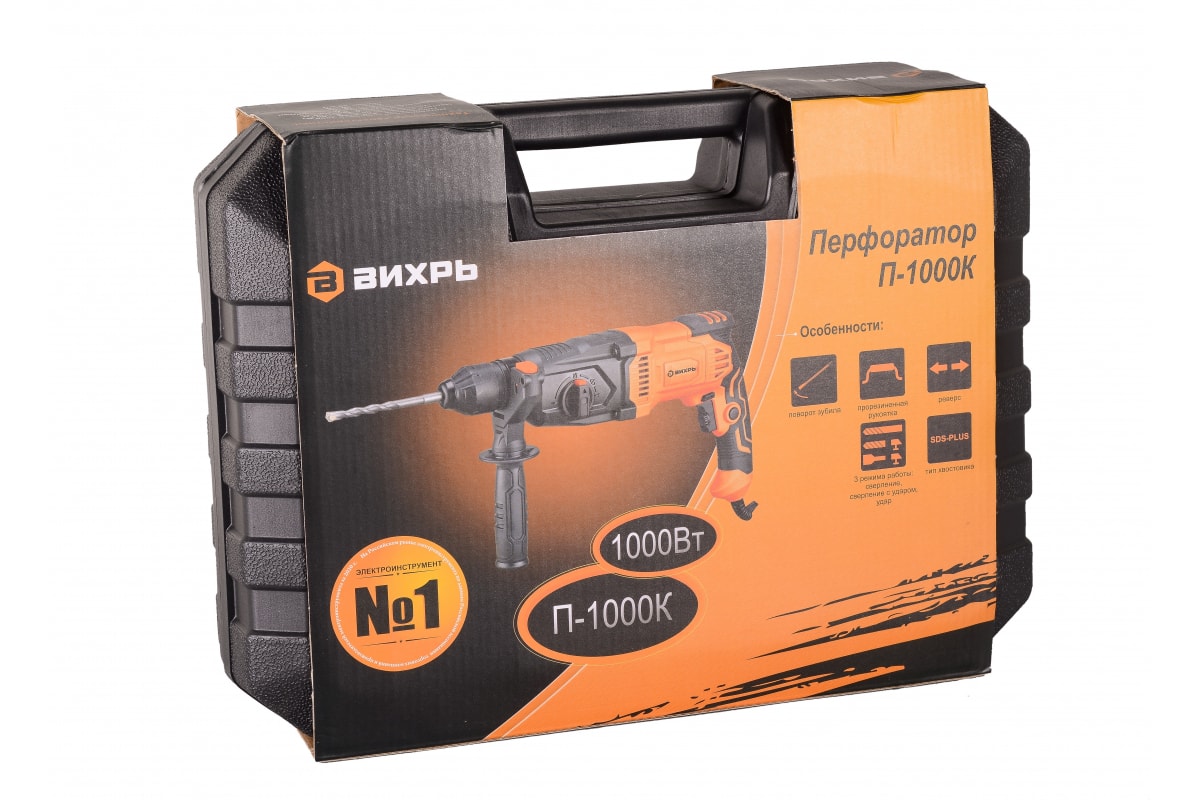 ВИХРЬ
ВИХРЬ
Перфоратор
П-1000К
Особенности:
поворот зубила
прорезиненная
рукоятка
реверс
3 режима работы:
сверление,
сверление с ударом,
удар
SDS-PLUS
тип хвостовика
ВИХРЬ
1000Вт
П-1000К
ЭЛЕКТРОИНСТРУМЕНТ
№1